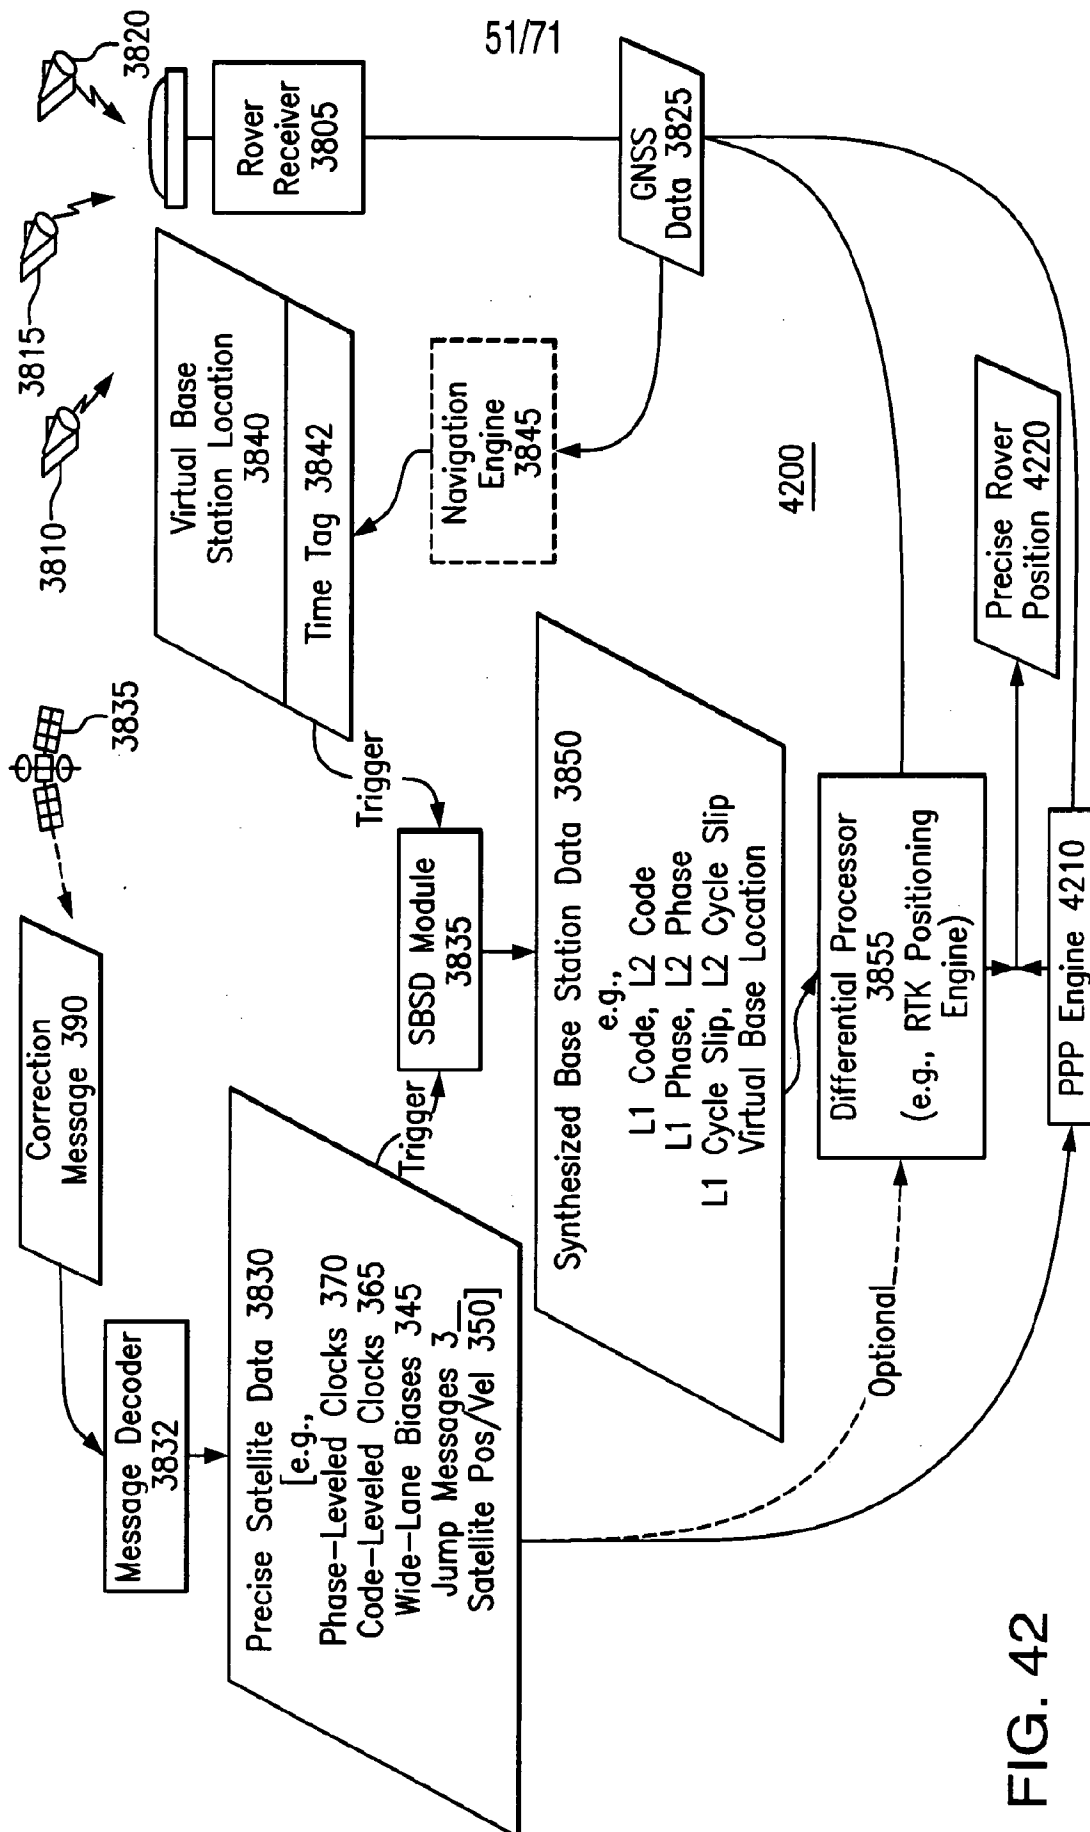 51/71
3810
3815
3820
3835
Rover
Receiver
3805
GNSS
Data 3825
Virtual Base
Station Location
3840
Time Tag 3842
Navigation
Engine
3845
Correction
Message 390
Message Decoder
3832
Precise Satellite Data 3830
[e.g.,
Phase-Leveled Clocks 370
Code-Leveled Clocks 365
Wide-Lane Biases 345
Jump Messages 3__
Satellite Pos/Vel 350]
Trigger
Trigger
SBSD Module
3835
Synthesized Base Station Data 3850
e.g.,
L1 Code, L2 Code
L1 Phase, L2 Phase
L1 Cycle Slip, L2 Cycle Slip
Virtual Base Location
4200
Optional
Differential Processor
3855
(e.g., RTK Positioning
Engine)
Precise Rover
Position 4220
PPP Engine 4210
FIG. 42